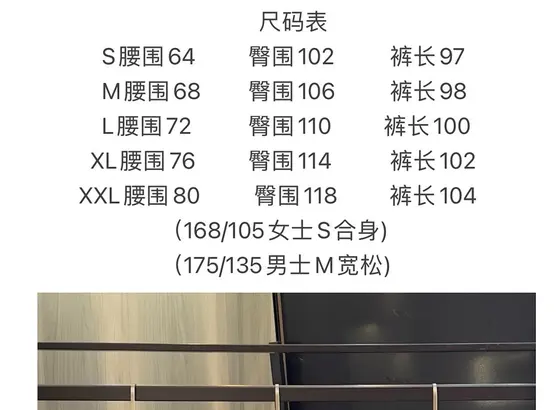 尺码表
S腰围64 臀围102 裤长97
M腰围68 臀围106 裤长98
L腰围72 臀围110 裤长100
XL腰围76 臀围114 裤长102
XXL腰围80 臀围118 裤长104
(168/105女士S合身)
(175/135男士M宽松)